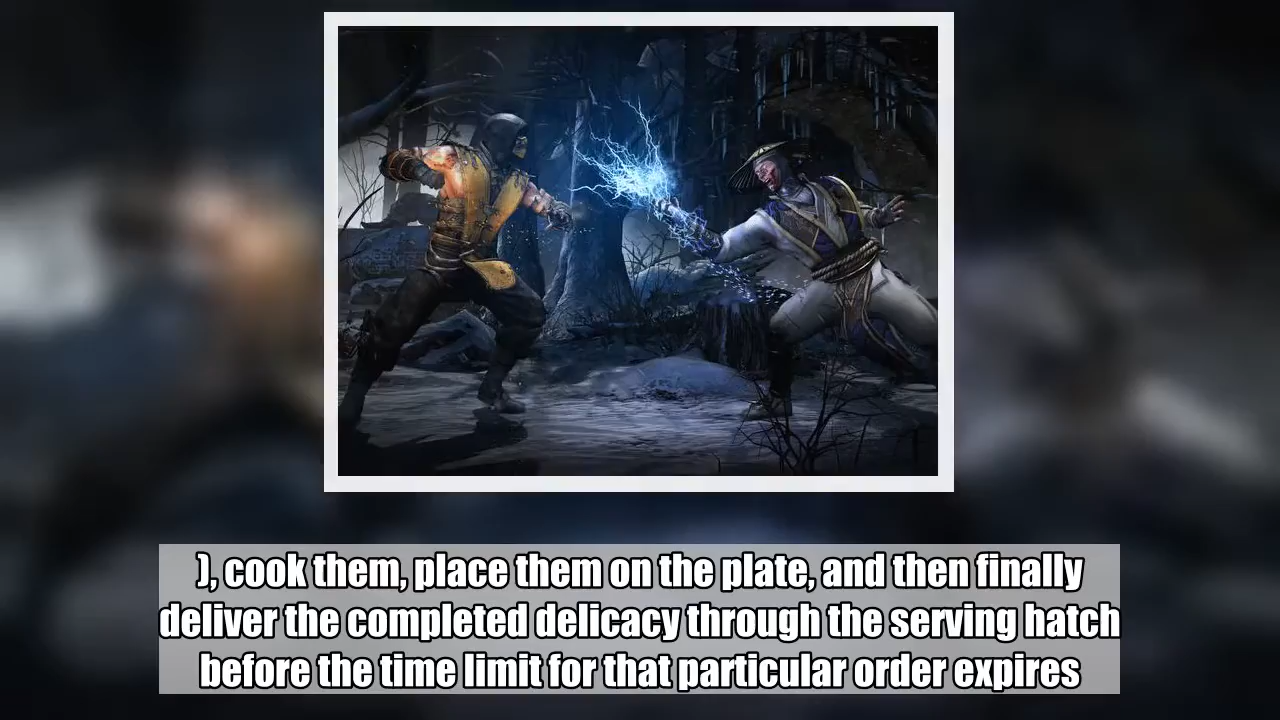 ), cook them, place them on the plate, and then finally
deliver the completed delicacy through the serving hatch
before the time limit for that particular order expires